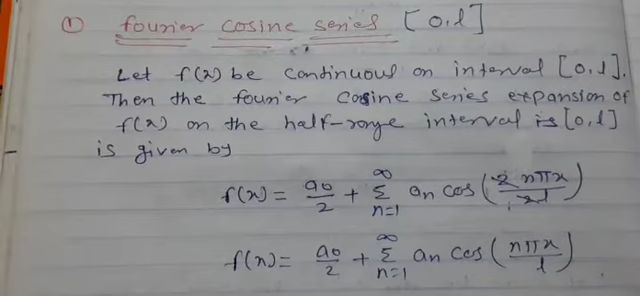 ① fourier cosine series [0,l]
Let f(x) be continuous on interval [0,l].
Then the fourier cosine series expansion of
f(x) on the half-range interval is [0,l]
is given by
f(x) = a0/2 + ∞Σn=1 an cos (2nπx/2l)
f(x) = a0/2 + ∞Σn=1 an cos (nπx/l)